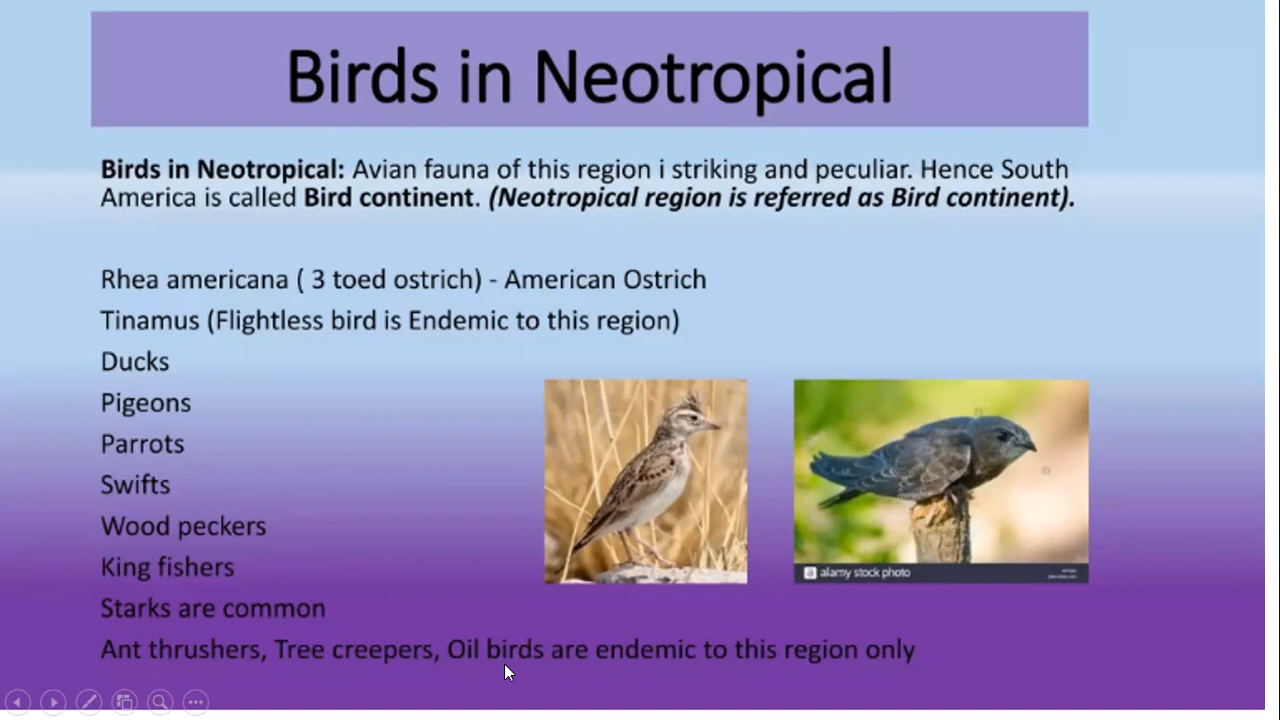 Birds in Neotropical
Birds in Neotropical: Avian fauna of this region i striking and peculiar. Hence South
America is called Bird continent. (Neotropical region is referred as Bird continent).
Rhea americana ( 3 toed ostrich) - American Ostrich
Tinamus (Flightless bird is Endemic to this region)
Ducks
Pigeons
Parrots
Swifts
Wood peckers
King fishers
Starks are common
Ant thrushers, Tree creepers, Oil birds are endemic to this region only
a alamy stock photo